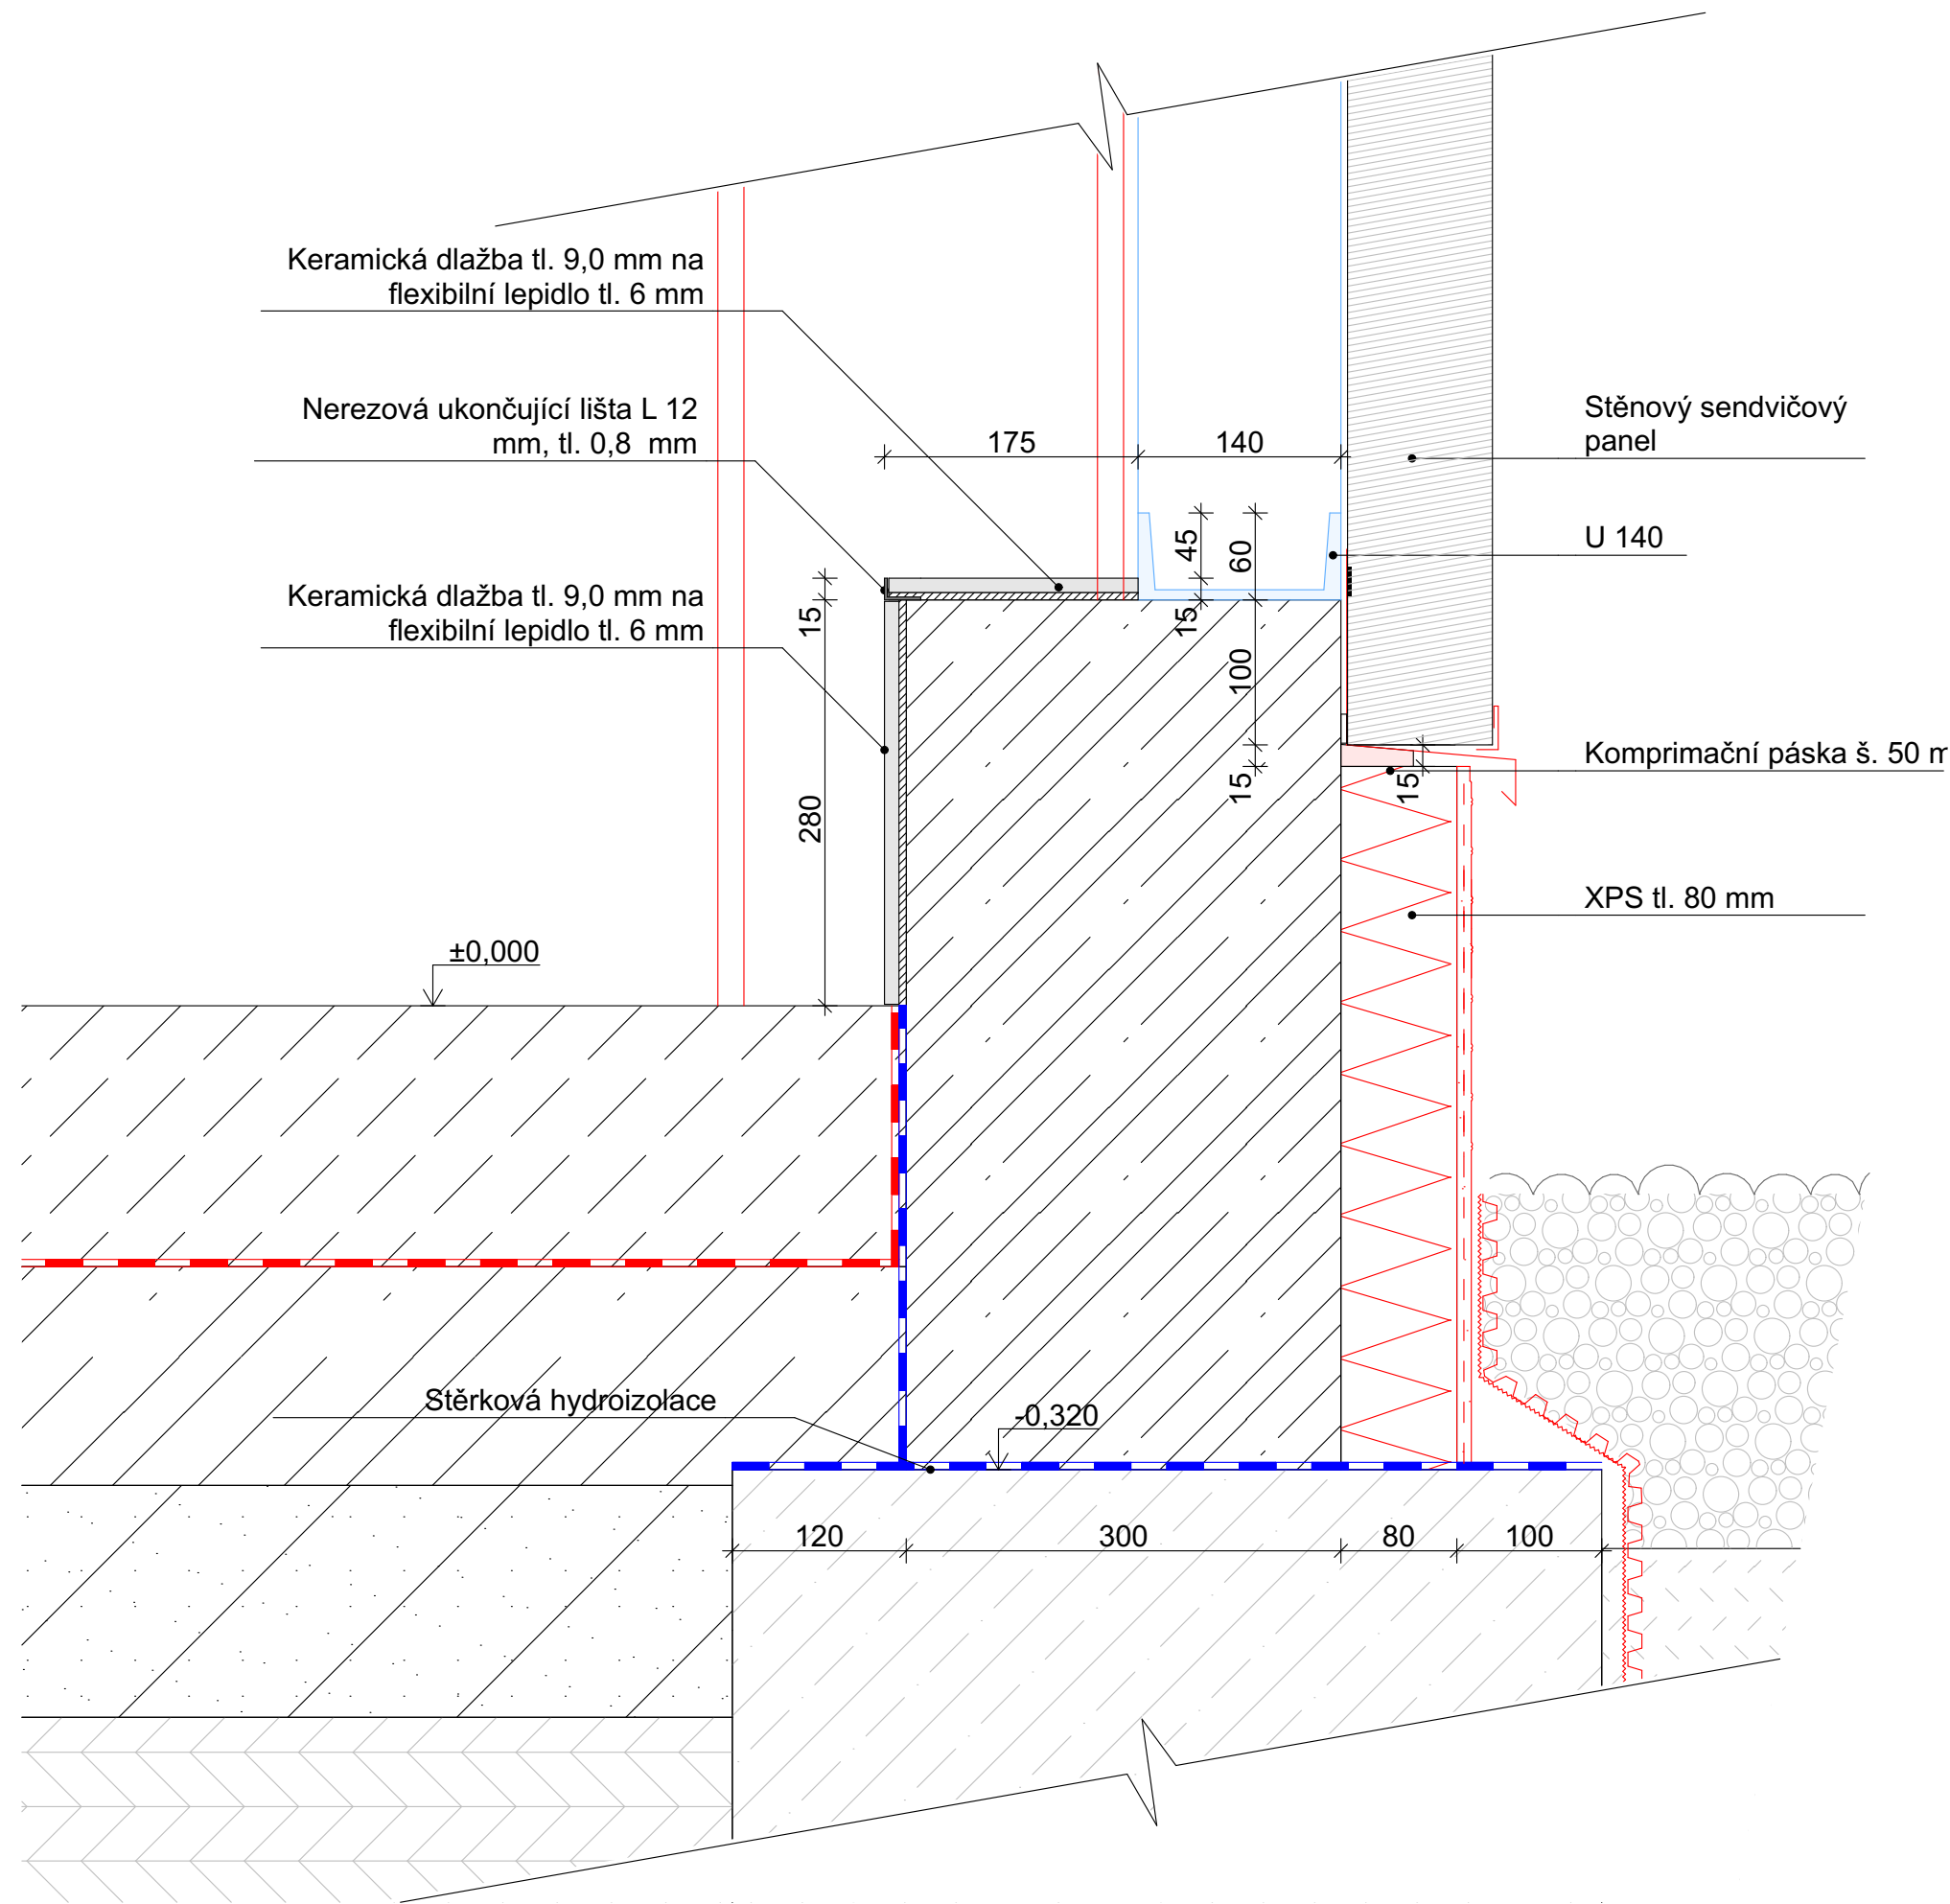 Keramická dlažba tl. 9,0 mm na
flexibilní lepidlo tl. 6 mm
Nerezová ukončující lišta L 12
mm, tl. 0,8 mm
Keramická dlažba tl. 9,0 mm na
flexibilní lepidlo tl. 6 mm
175
140
Stěnový sendvičový
panel
U 140
45
60
15
15
100
15
15
280
Komprimační páska š. 50 m
XPS tl. 80 mm
±0,000
Stěrková hydroizolace
-0,320
120
300
80
100